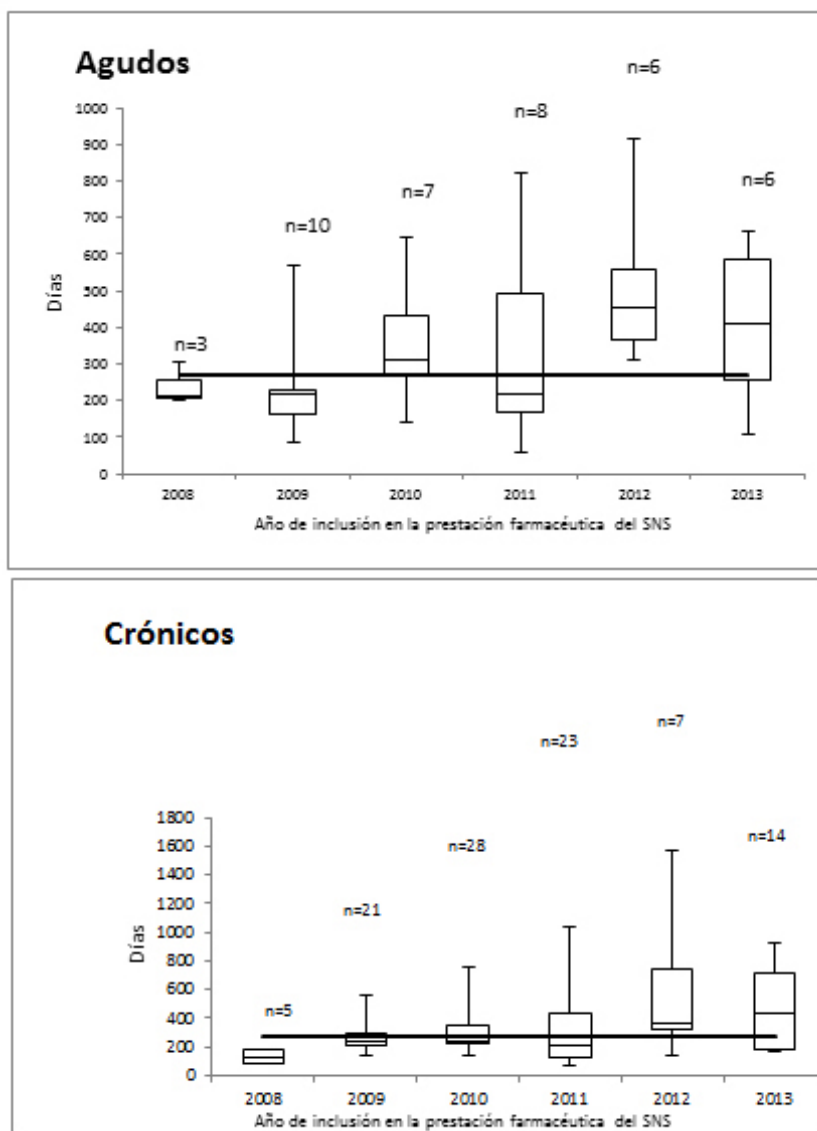 Agudos
n=6
n=8
n=6
n=7
n=10
n=3
1000
900
800
700
600
500
400
300
200
100
0
Días
2008 2009 2010 2011 2012 2013
Año de inclusión en la prestación farmacéutica del SNS
Crónicos
n=7
n=23
n=14
n=28
n=21
n=5
1800
1600
1400
1200
1000
800
600
400
200
0
Días
2008 2009 2010 2011 2012 2013
Año de inclusión en la prestación farmacéutica del SNS